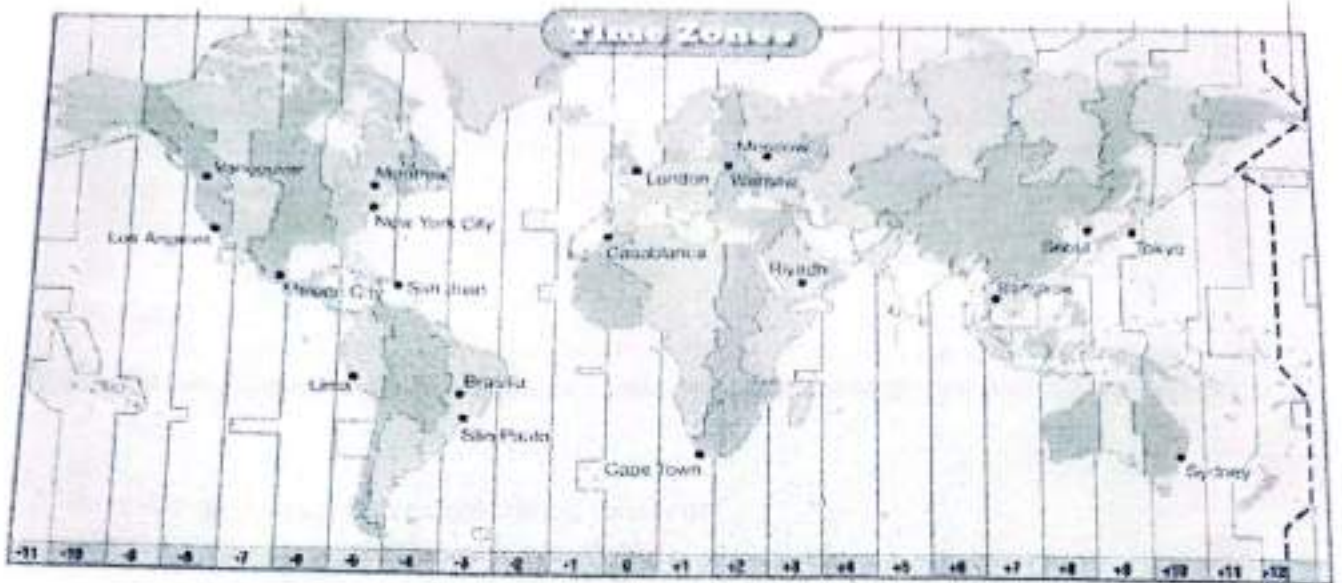 Time Zones
Moscow
Vancouver
Montreal
London
Warsaw
New York City
Los Angeles
Casablanca
Seoul
Tokyo
Riyadh
Mexico City
San Juan
Bangkok
Lima
Brasilia
São Paulo
Cape Town
Sydney
-11 -10 -9 -8 -7 -6 -5 -4 -3 -2 -1 0 +1 +2 +3 +4 +5 +6 +7 +8 +9 +10 +11 +12